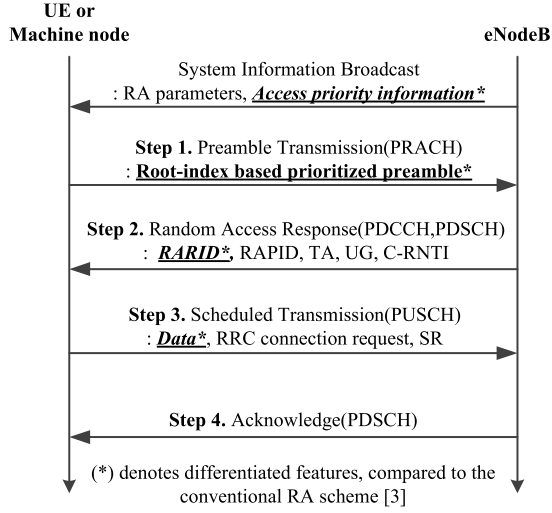 UE or
Machine node
eNodeB
System Information Broadcast
: RA parameters, Access priority information*
Step 1. Preamble Transmission(PRACH)
: Root-index based prioritized preamble*
Step 2. Random Access Response(PDCCH,PDSCH)
: RARID*, RAPID, TA, UG, C-RNTI
Step 3. Scheduled Transmission(PUSCH)
: Data*, RRC connection request, SR
Step 4. Acknowledge(PDSCH)
(*) denotes differentiated features, compared to the
conventional RA scheme [3]